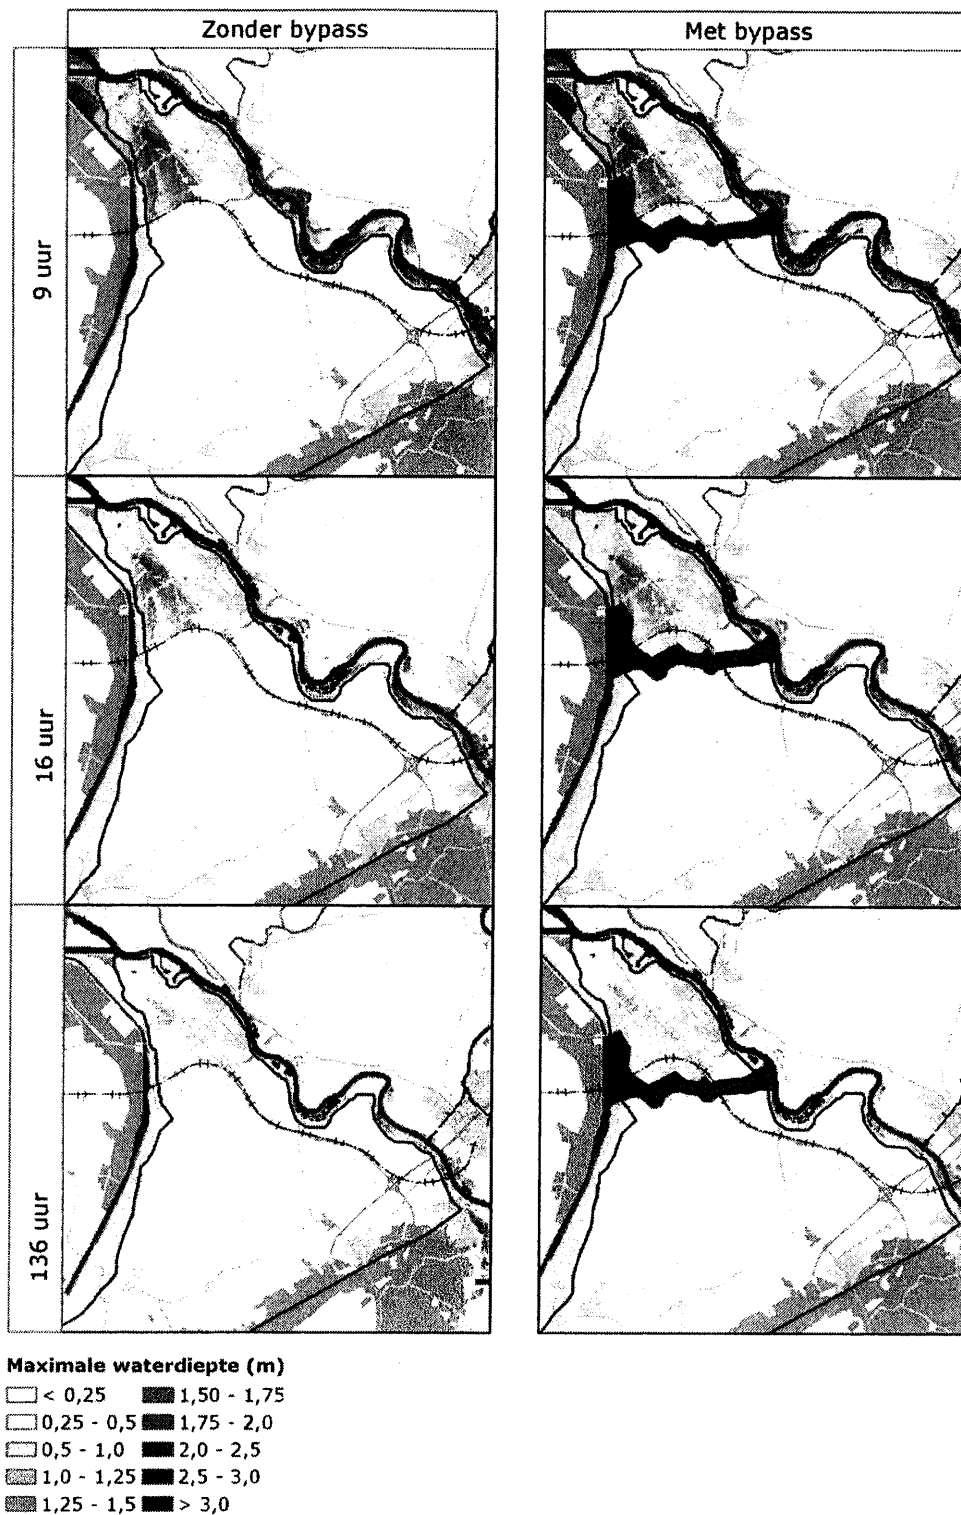 Zonder bypass
Met bypass
9 uur
16 uur
136 uur
Maximale waterdiepte (m)
< 0,25
1,50 - 1,75
0,25 - 0,5
1,75 - 2,0
0,5 - 1,0
2,0 - 2,5
1,0 - 1,25
2,5 - 3,0
1,25 - 1,5
> 3,0